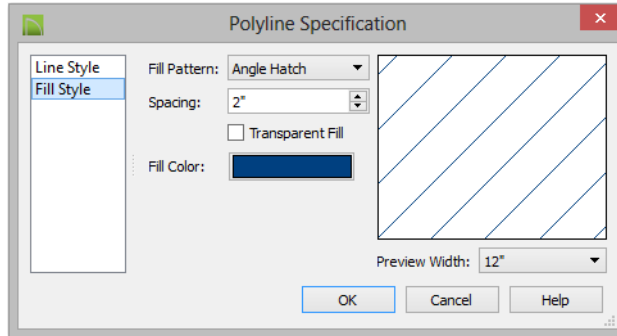 Polyline Specification
Line Style
Fill Style
Fill Pattern: Angle Hatch
Spacing: 2"
Transparent Fill
Fill Color:
Preview Width: 12"
OK Cancel Help